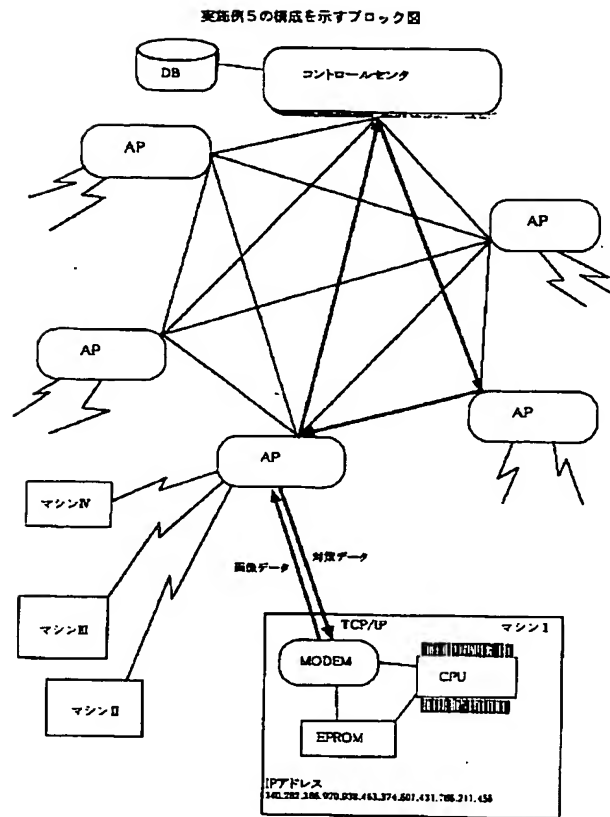 実施例5の構成を示すブロック図
DB
コントロールセンタ
AP
AP
AP
AP
AP
マシンⅣ
画像データ
対策データ
マシンⅢ
マシンⅡ
TCP/IP
マシンⅠ
MODEM
CPU
EPROM
IPアドレス